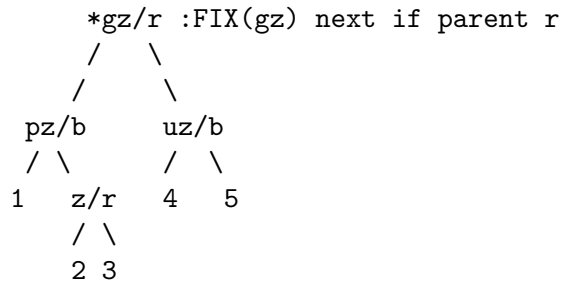 *gz/r :FIX(gz) next if parent r
/ \
/ \
pz/b uz/b
/ \ / \
1 z/r 4 5
/ \
2 3